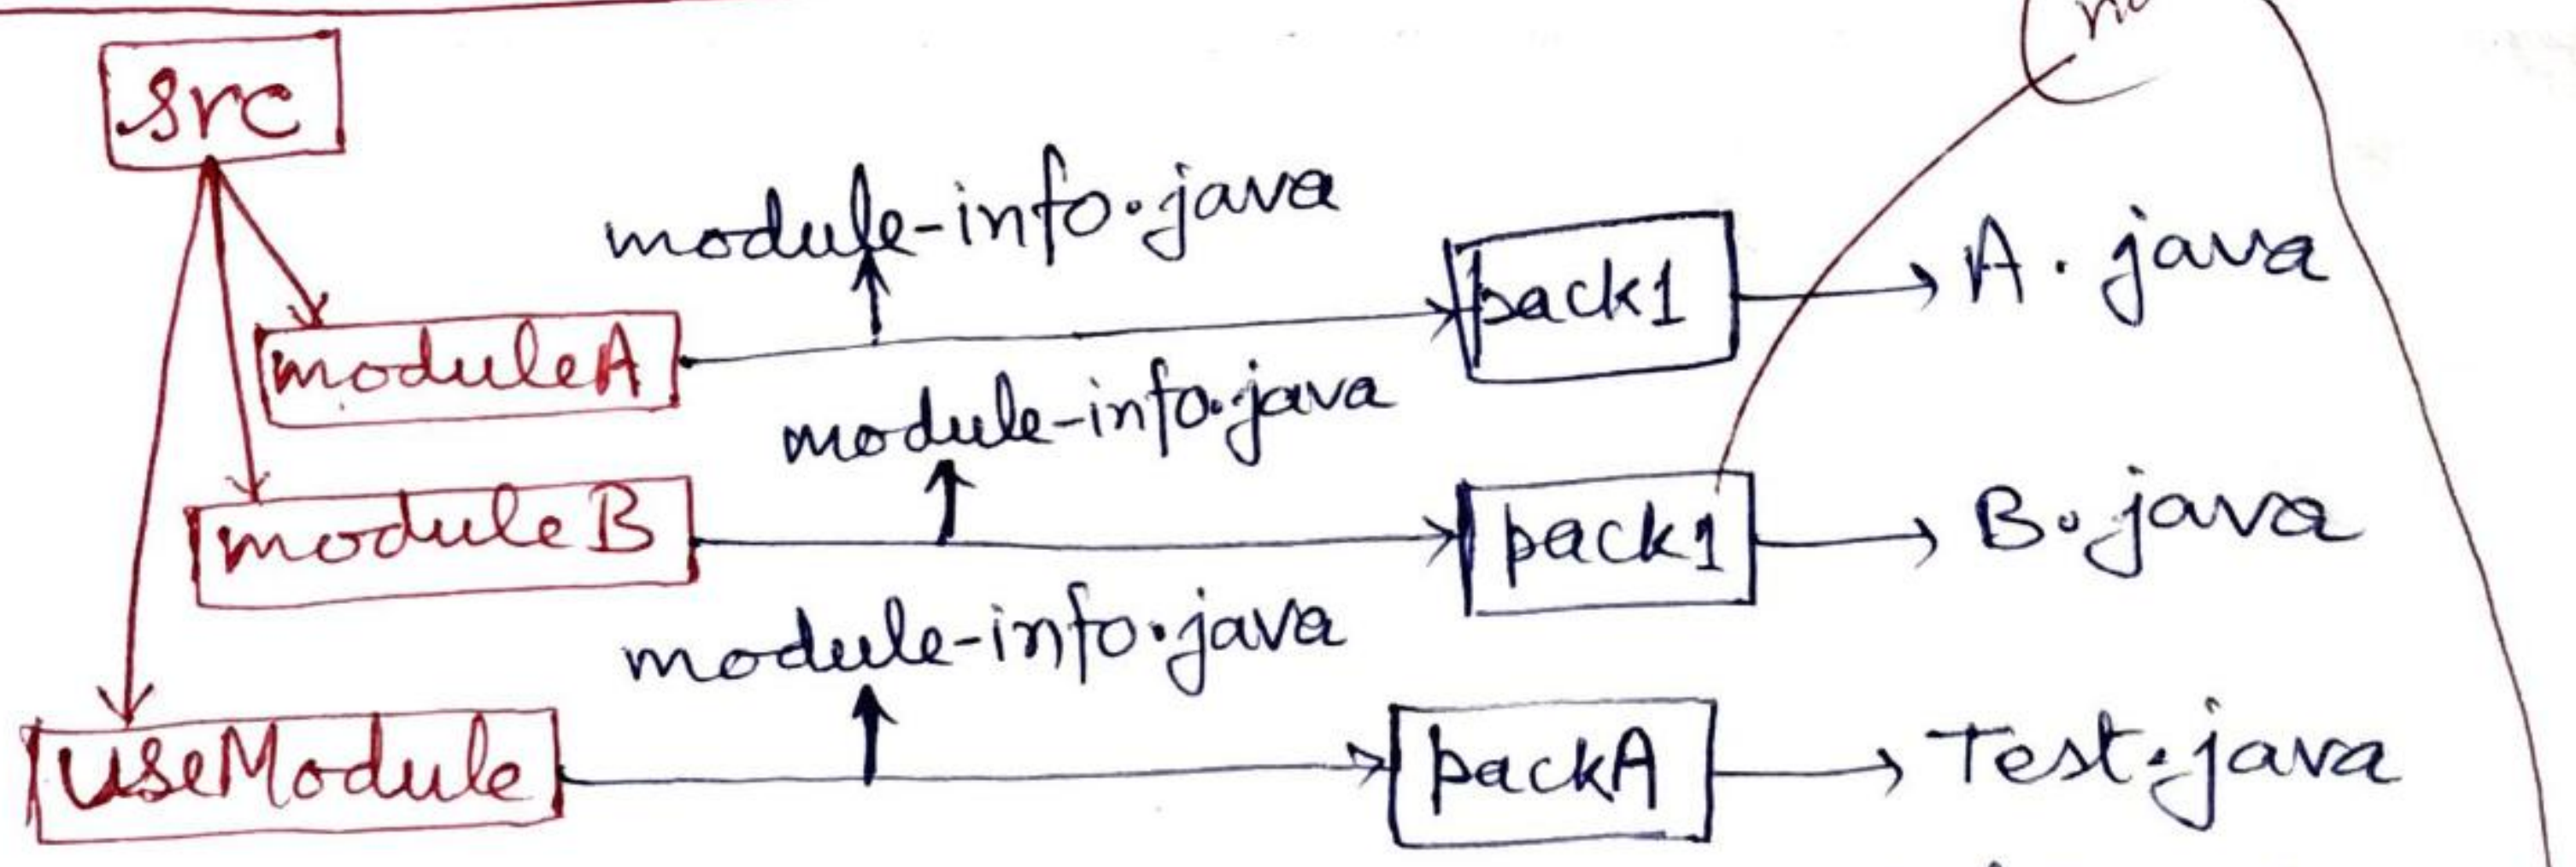 src
module-info.java
moduleA pack1 A.java
module-info.java
moduleB pack1 B.java
module-info.java
useModule packA Test.java